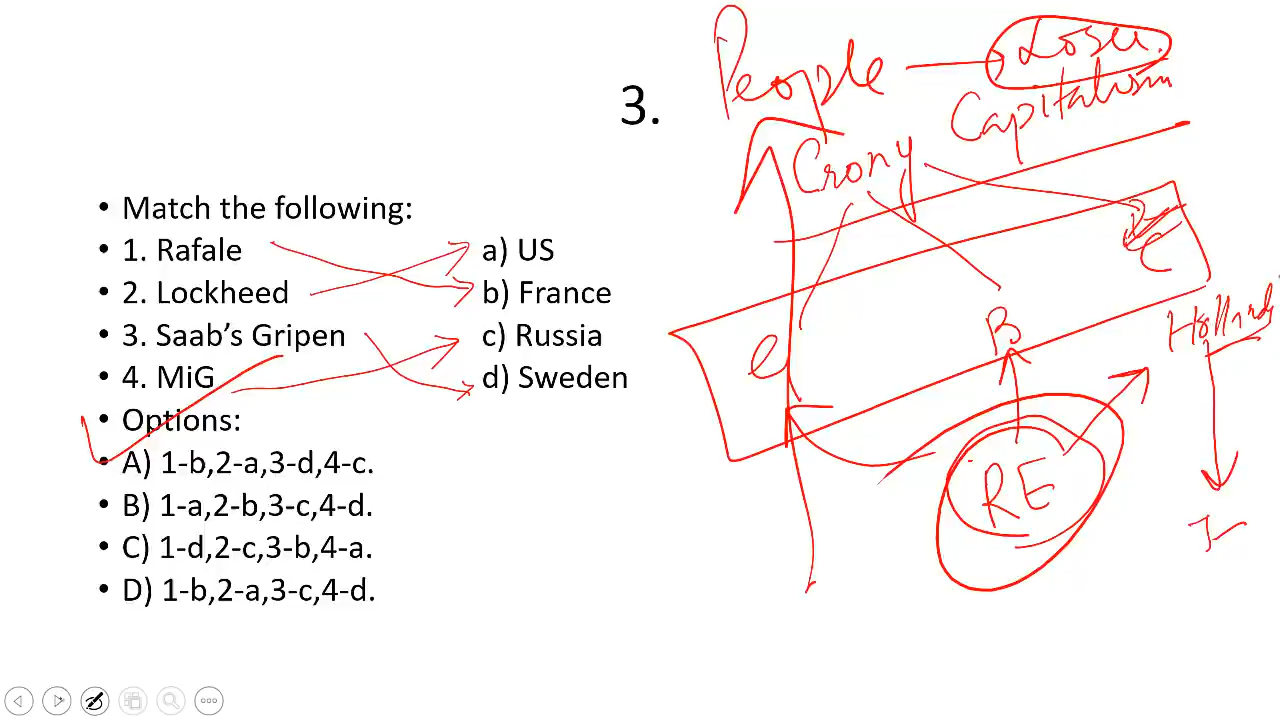 3.
• Match the following:
• 1. Rafale a) US
• 2. Lockheed b) France
• 3. Saab's Gripen c) Russia
• 4. MiG d) Sweden
• Options:
• A) 1-b,2-a,3-d,4-c.
• B) 1-a,2-b,3-c,4-d.
• C) 1-d,2-c,3-b,4-a.
• D) 1-b,2-a,3-c,4-d.
People
Crony Capitalism
e
B
RE